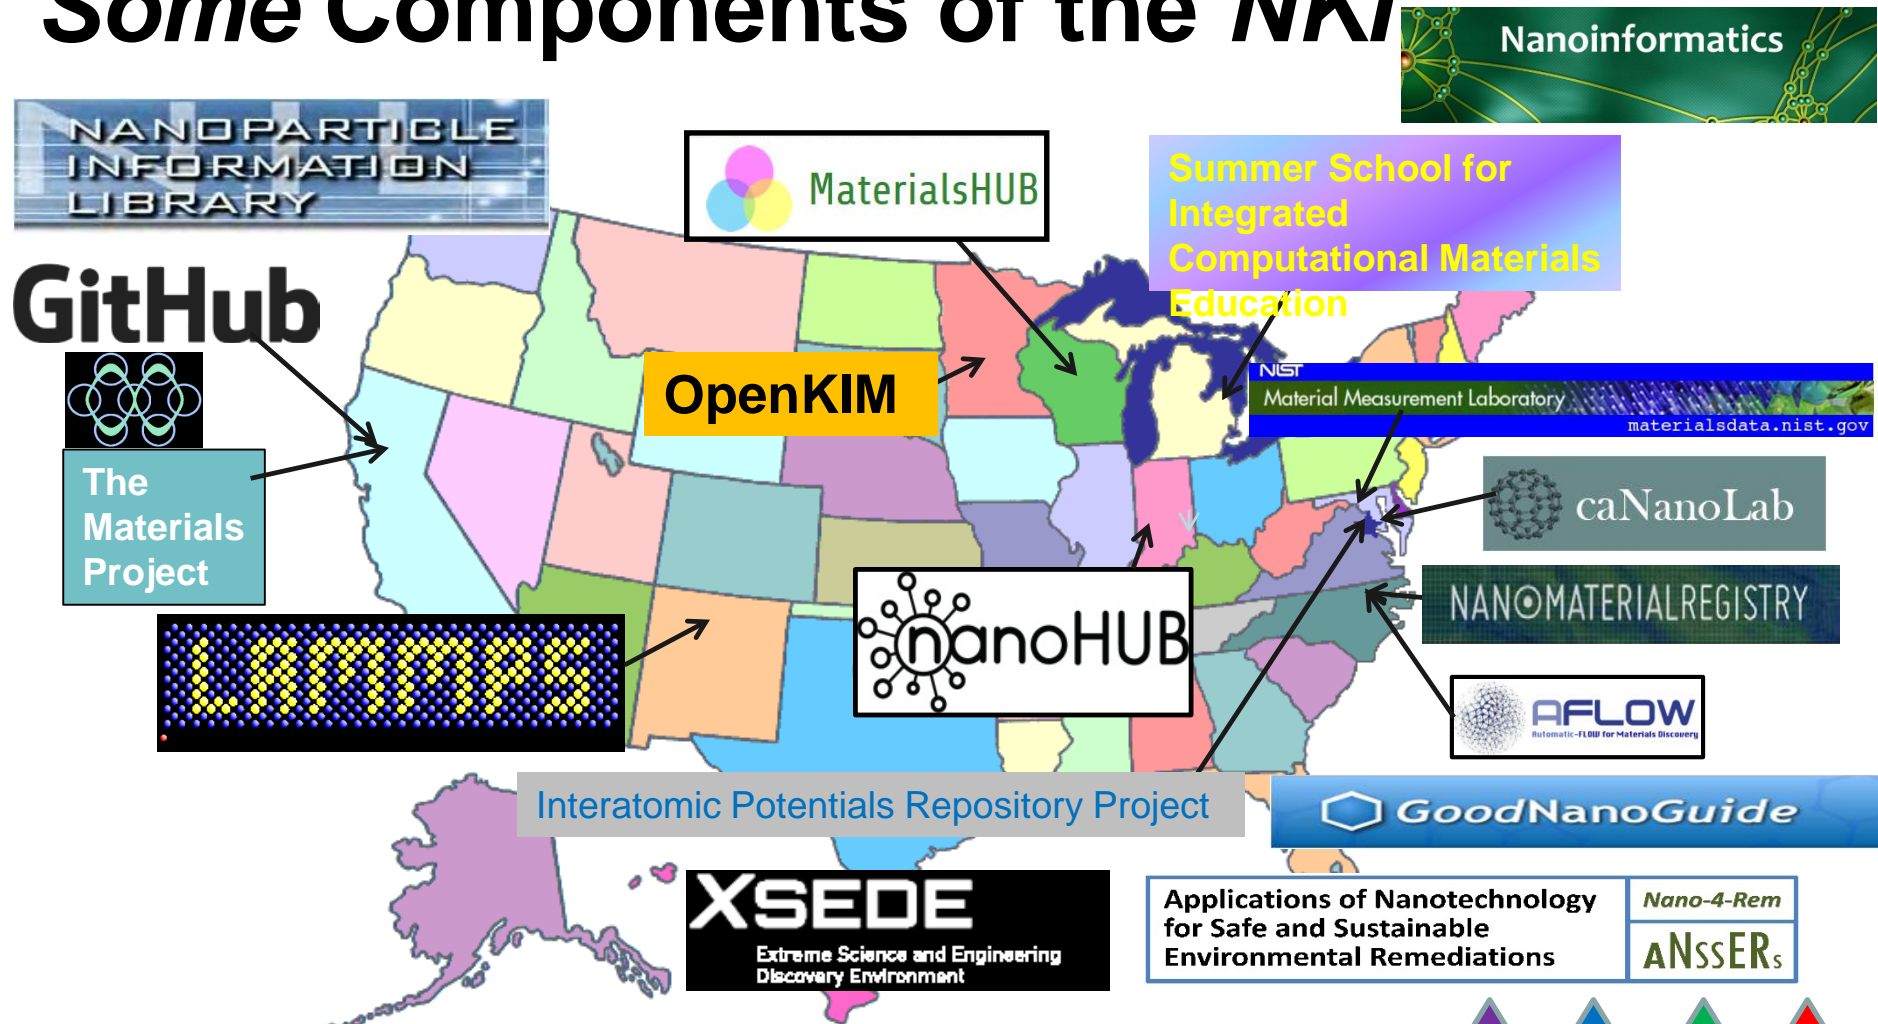 Some Components of the NKI
Nanoinformatics
NANOPARTICLE
INFORMATION
LIBRARY
MaterialsHUB
Summer School for
Integrated
Computational Materials
Education
GitHub
OpenKIM
NIST
Material Measurement Laboratory
materialsdata.nist.gov
The
Materials
Project
caNanoLab
NANOMATERIALREGISTRY
LAMMPS
nanoHUB
AFLOW
Automatic-FLOW for Materials Discovery
Interatomic Potentials Repository Project
GoodNanoGuide
XSEDE
Extreme Science and Engineering
Discovery Environment
Applications of Nanotechnology
for Safe and Sustainable
Environmental Remediations
Nano-4-Rem
ANSSERs